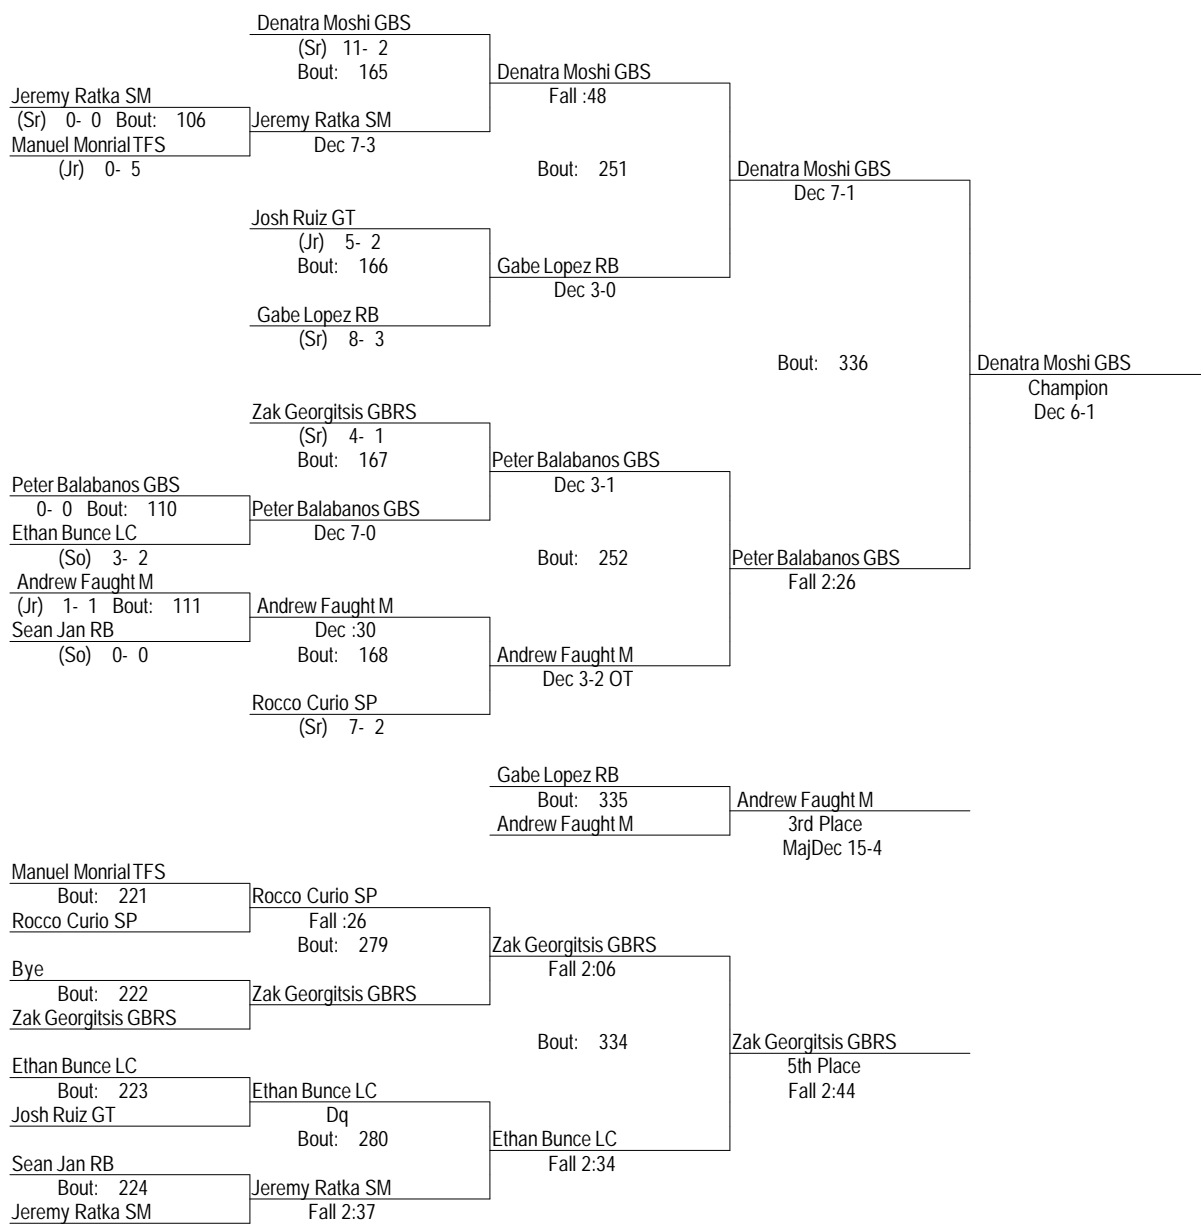 Denatra Moshi GBS
(Sr) 11- 2
Bout: 165
Denatra Moshi GBS
Fall :48
Jeremy Ratka SM
(Sr) 0- 0 Bout: 106
Jeremy Ratka SM
Dec 7-3
Manuel Monrial TFS
(Jr) 0- 5
Bout: 251
Denatra Moshi GBS
Dec 7-1
Josh Ruiz GT
(Jr) 5- 2
Bout: 166
Gabe Lopez RB
Dec 3-0
Gabe Lopez RB
(Sr) 8- 3
Bout: 336
Denatra Moshi GBS
Champion
Dec 6-1
Zak Georgitsis GBRS
(Sr) 4- 1
Bout: 167
Peter Balabanos GBS
Dec 3-1
Peter Balabanos GBS
0- 0 Bout: 110
Peter Balabanos GBS
Dec 7-0
Ethan Bunce LC
(So) 3- 2
Bout: 252
Peter Balabanos GBS
Fall 2:26
Andrew Faught M
(Jr) 1- 1 Bout: 111
Andrew Faught M
Dec :30
Sean Jan RB
(So) 0- 0
Bout: 168
Andrew Faught M
Dec 3-2 OT
Rocco Curio SP
(Sr) 7- 2
Gabe Lopez RB
Bout: 335
Andrew Faught M
Andrew Faught M
3rd Place
MajDec 15-4
Manuel Monrial TFS
Bout: 221
Rocco Curio SP
Rocco Curio SP
Fall :26
Bout: 279
Zak Georgitsis GBRS
Fall 2:06
Bye
Bout: 222
Zak Georgitsis GBRS
Zak Georgitsis GBRS
Bout: 334
Zak Georgitsis GBRS
5th Place
Fall 2:44
Ethan Bunce LC
Bout: 223
Ethan Bunce LC
Josh Ruiz GT
Dq
Bout: 280
Ethan Bunce LC
Fall 2:34
Sean Jan RB
Bout: 224
Jeremy Ratka SM
Jeremy Ratka SM
Fall 2:37